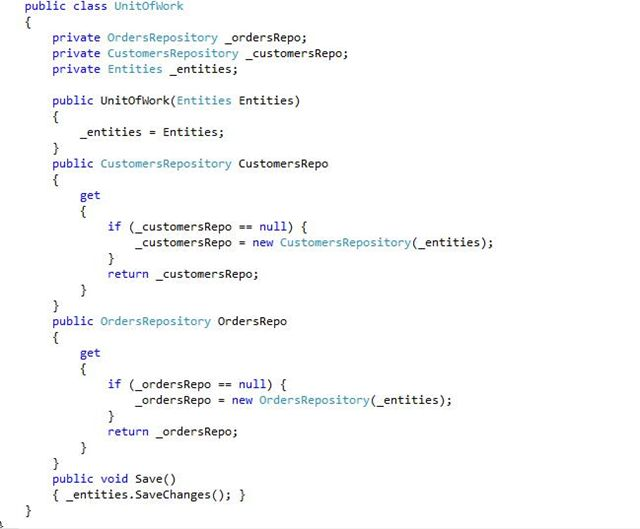 public class UnitOfWork
{
private OrdersRepository _ordersRepo;
private CustomersRepository _customersRepo;
private Entities _entities;
public UnitOfWork(Entities Entities)
{
_entities = Entities;
}
public CustomersRepository CustomersRepo
{
get
{
if (_customersRepo == null) {
_customersRepo = new CustomersRepository(_entities);
}
return _customersRepo;
}
}
public OrdersRepository OrdersRepo
{
get
{
if (_ordersRepo == null) {
_ordersRepo = new OrdersRepository(_entities);
}
return _ordersRepo;
}
}
public void Save()
{ _entities.SaveChanges(); }
}